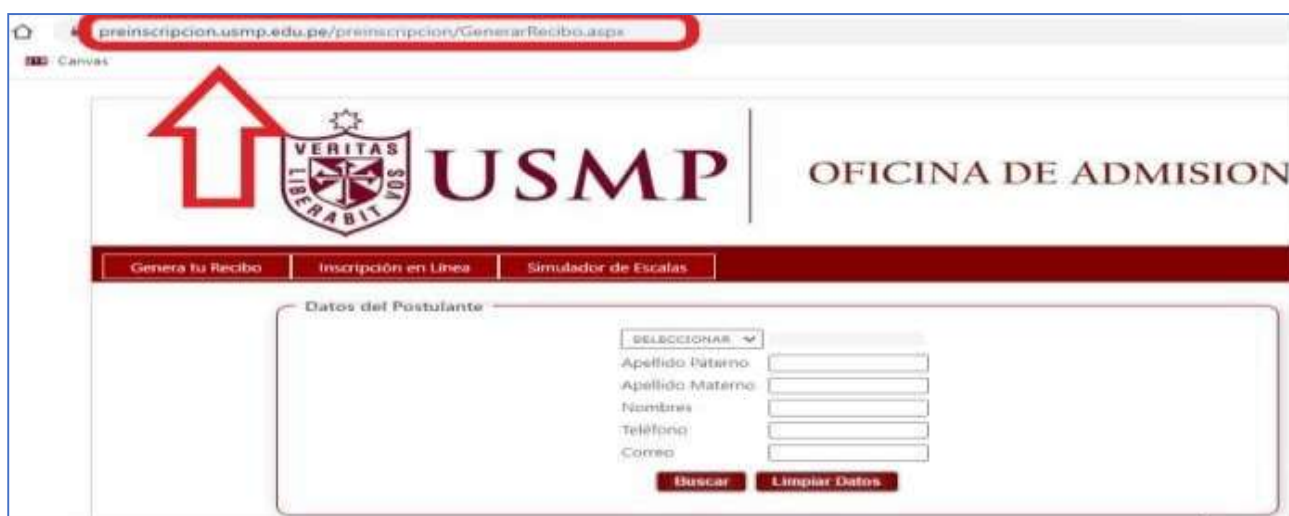 preinscripcion.usmp.edu.pe/preinscripcion/GenerarRecibo.aspx
Canvas
VERITAS LIBERABIT VOS
USMP
OFICINA DE ADMISION
Genera tu Recibo Inscripción en Línea Simulador de Escalas
Datos del Postulante
SELECCIONAR
Apellido Paterno
Apellido Materno
Nombres
Teléfono
Correo
Buscar Limpiar Datos